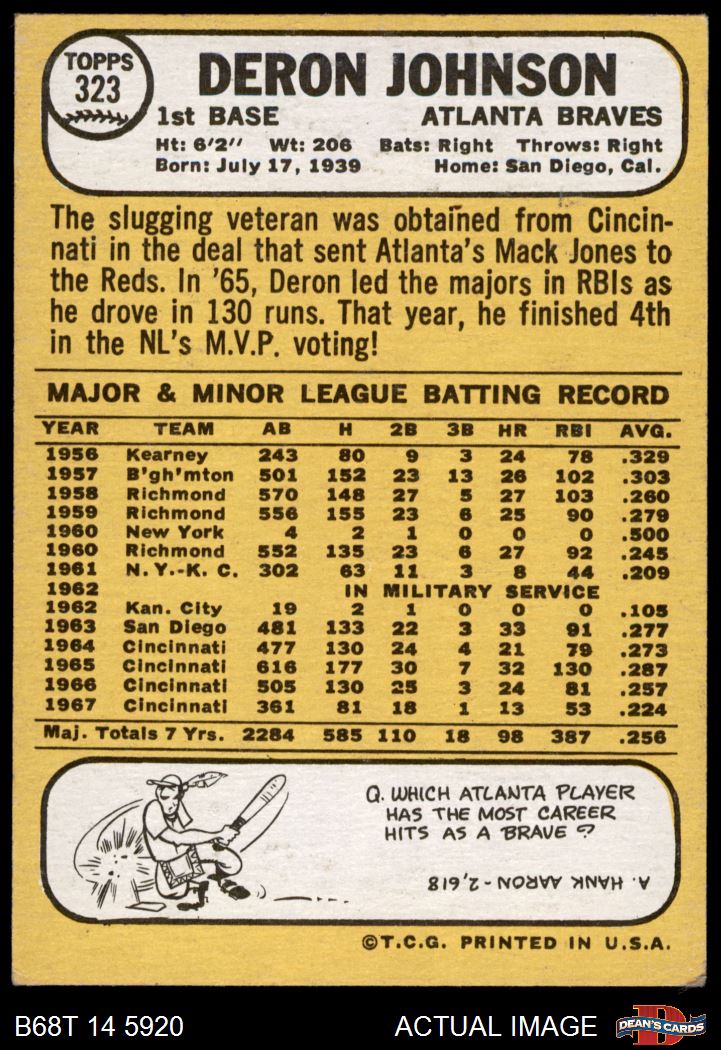 TOPPS
323
DERON JOHNSON
1st BASE ATLANTA BRAVES
Ht: 6'2" Wt: 206 Bats: Right Throws: Right
Born: July 17, 1939 Home: San Diego, Cal.
The slugging veteran was obtained from Cincin-
nati in the deal that sent Atlanta's Mack Jones to
the Reds. In '65, Deron led the majors in RBIs as
he drove in 130 runs. That year, he finished 4th
in the NL's M.V.P. voting!
MAJOR & MINOR LEAGUE BATTING RECORD
YEAR TEAM AB H 2B 3B HR RBI AVG.
1956 Kearney 243 80 9 3 24 78 .329
1957 B'gh'mton 501 152 23 13 26 102 .303
1958 Richmond 570 148 27 5 27 103 .260
1959 Richmond 556 155 23 6 25 90 .279
1960 New York 4 2 1 0 0 0 .500
1960 Richmond 552 135 23 6 27 92 .245
1961 N.Y.-K.C. 302 63 11 3 8 44 .209
1962 IN MILITARY SERVICE
1962 Kan. City 19 2 1 0 0 0 .105
1963 San Diego 481 133 22 3 33 91 .277
1964 Cincinnati 477 130 24 4 21 79 .273
1965 Cincinnati 616 177 30 7 32 130 .287
1966 Cincinnati 505 130 25 3 24 81 .257
1967 Cincinnati 361 81 18 1 13 53 .224
Maj. Totals 7 Yrs. 2284 585 110 18 98 387 .256
Q. WHICH ATLANTA PLAYER
HAS THE MOST CAREER
HITS AS A BRAVE?
A. HANK AARON - 2,618
©T.C.G. PRINTED IN U.S.A.
B68T 14 5920 ACTUAL IMAGE D
DEAN'S CARDS